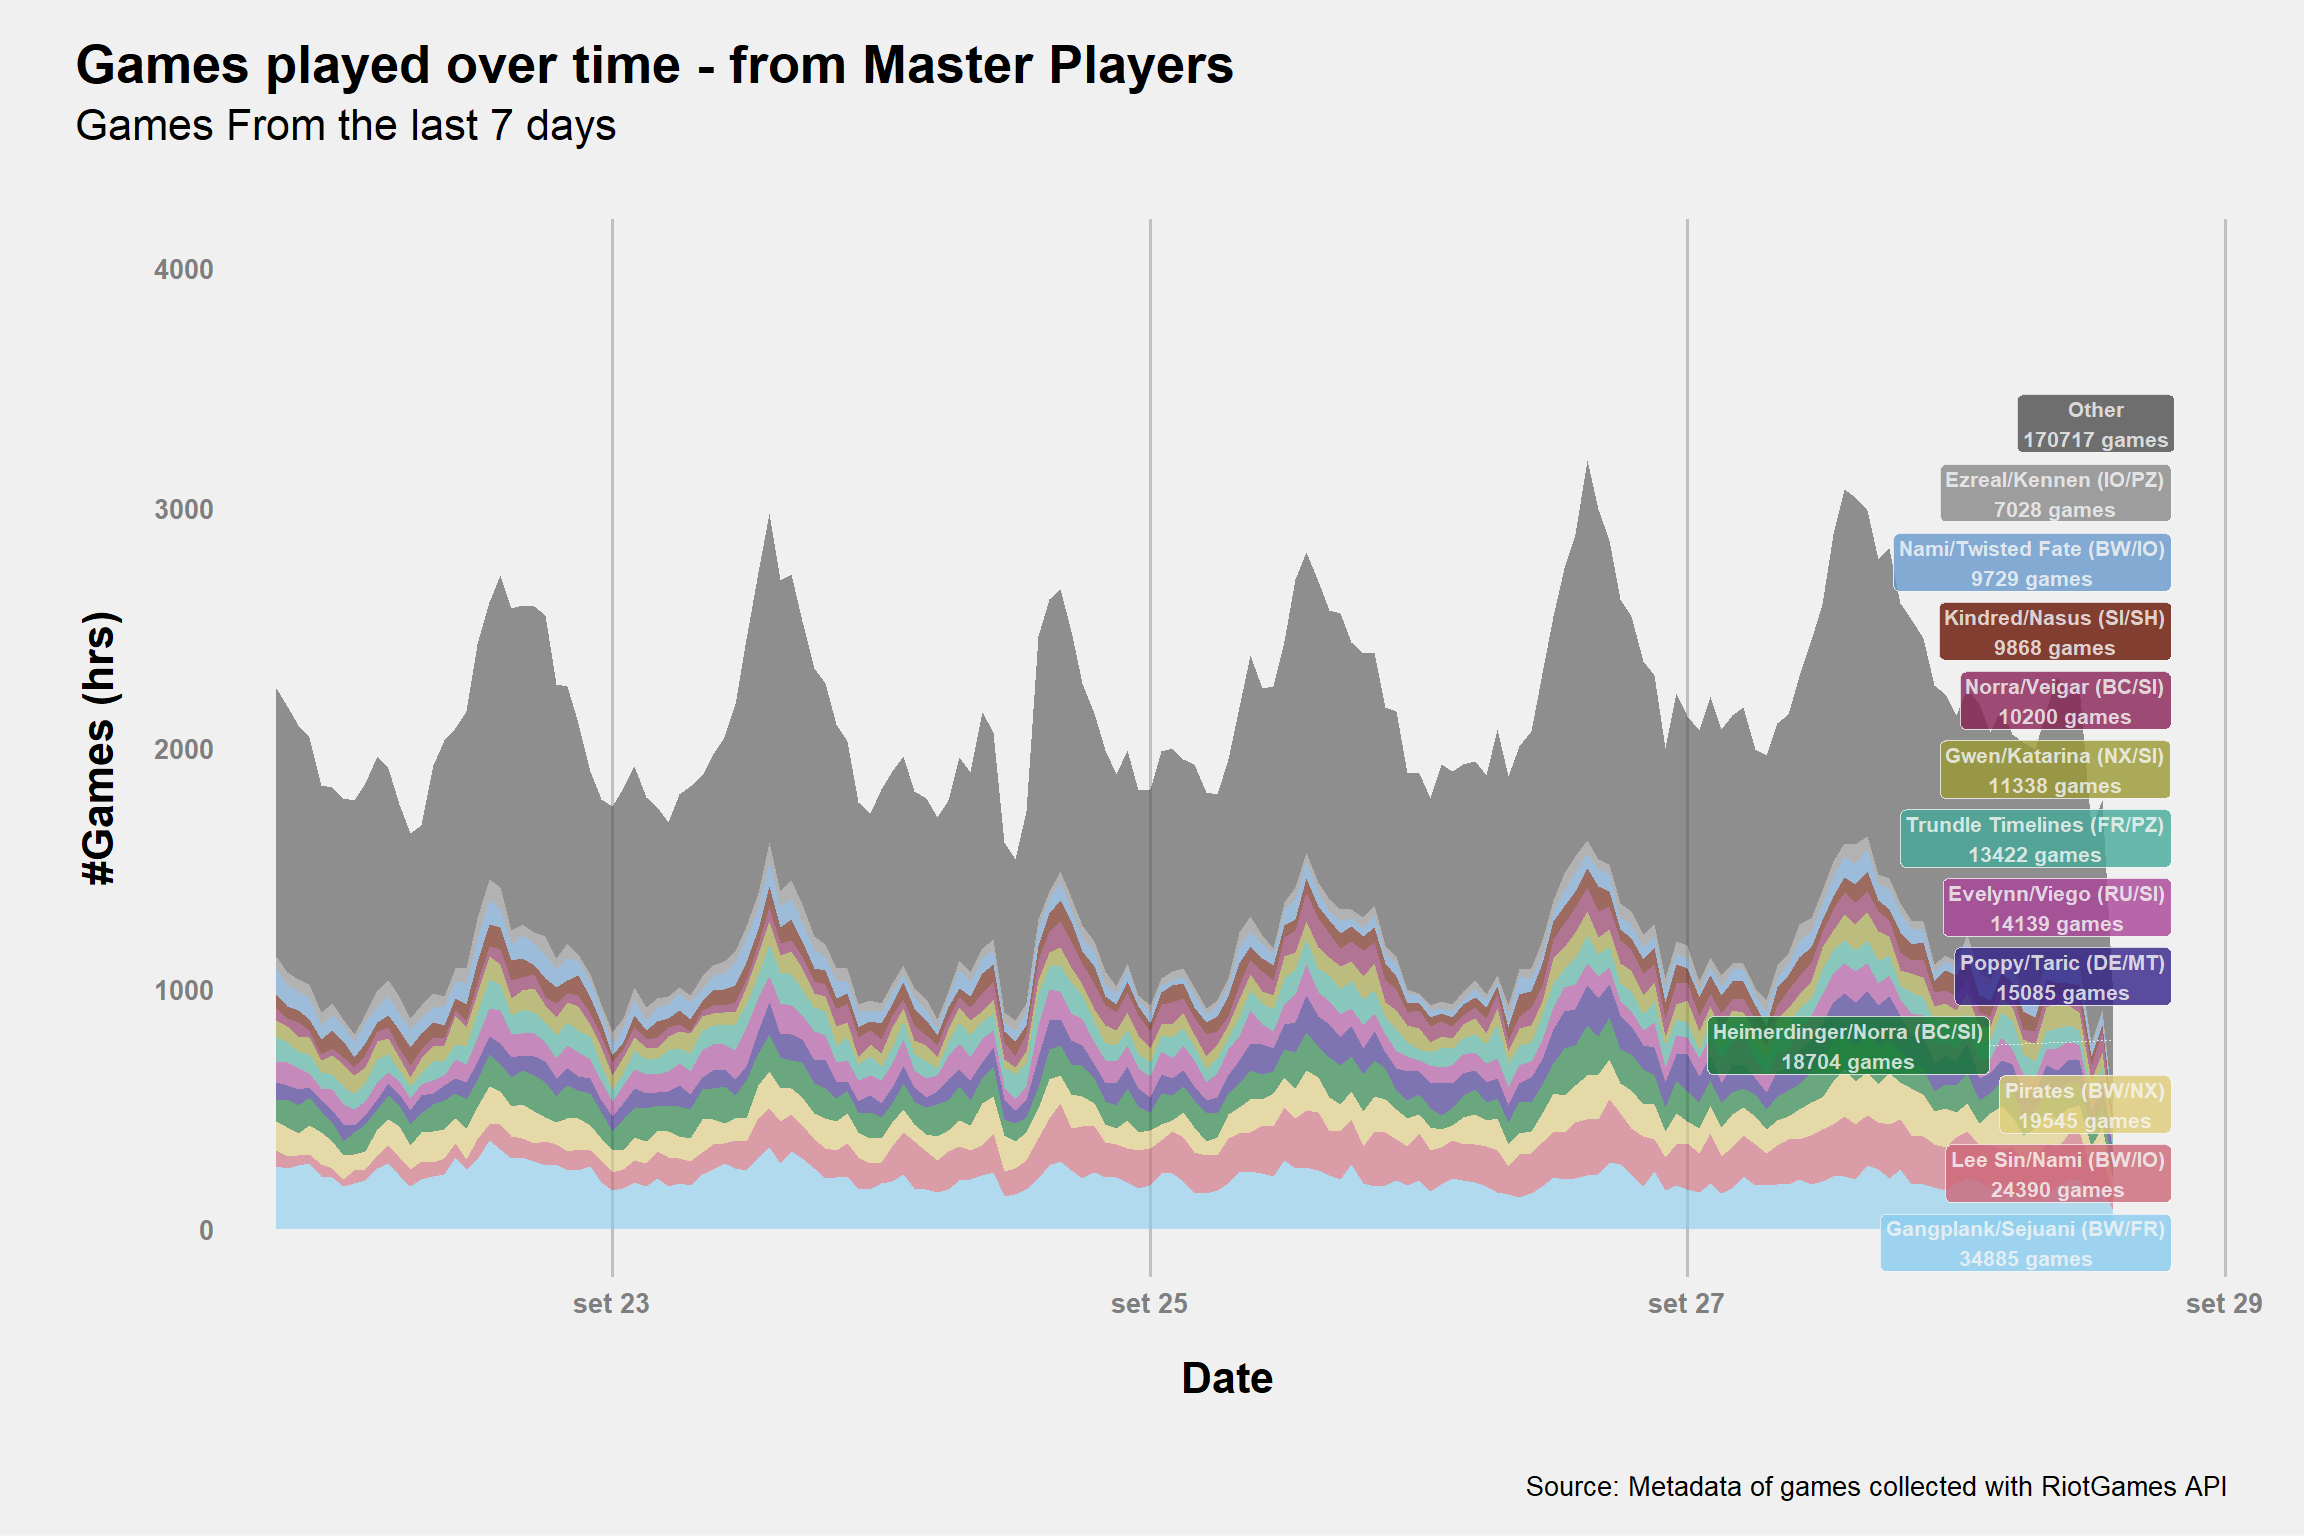 Games played over time - from Master Players
Games From the last 7 days
#Games (hrs)
4000
3000
2000
1000
0
Other
170717 games
Ezreal/Kennen (IO/PZ)
7028 games
Nami/Twisted Fate (BW/IO)
9729 games
Kindred/Nasus (SI/SH)
9868 games
Norra/Veigar (BC/SI)
10200 games
Gwen/Katarina (NX/SI)
11338 games
Trundle Timelines (FR/PZ)
13422 games
Evelynn/Viego (RU/SI)
14139 games
Poppy/Taric (DE/MT)
15085 games
Heimerdinger/Norra (BC/SI)
18704 games
Pirates (BW/NX)
19545 games
Lee Sin/Nami (BW/IO)
24390 games
Gangplank/Sejuani (BW/FR)
34885 games
set 23
set 25
set 27
set 29
Date
Source: Metadata of games collected with RiotGames API